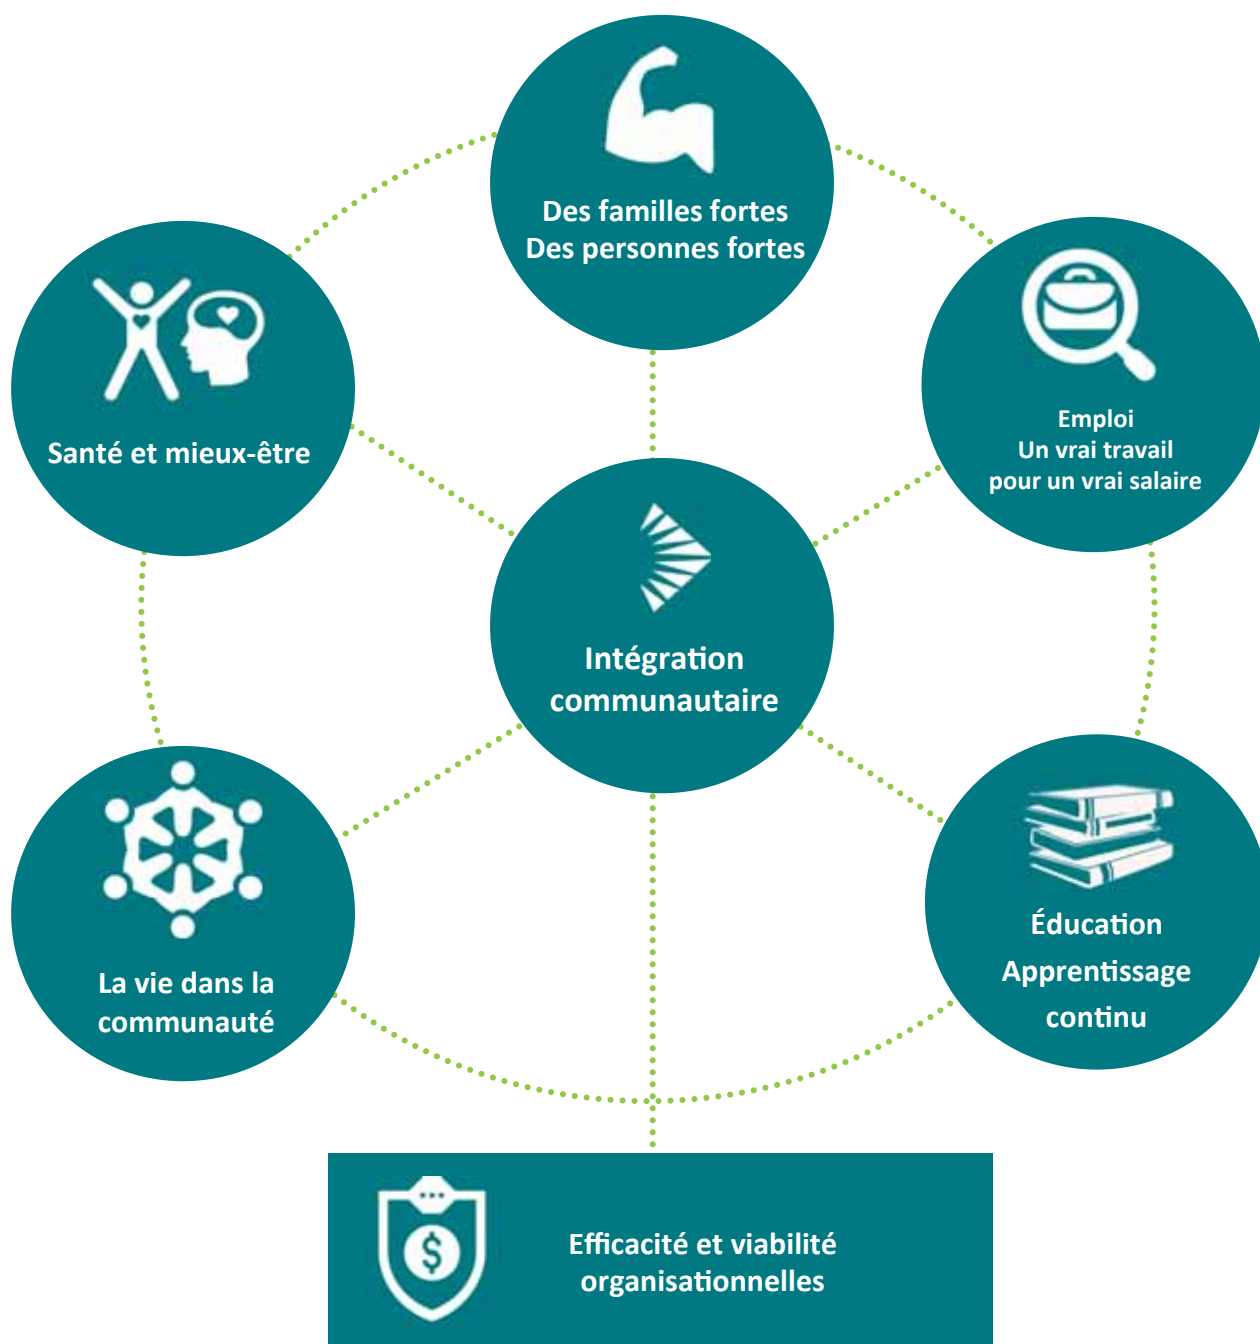 Des familles fortes
Des personnes fortes
Santé et mieux-être
Emploi
Un vrai travail
pour un vrai salaire
Intégration
communautaire
La vie dans la
communauté
Éducation
Apprentissage
continu
$
Efficacité et viabilité
organisationnelles